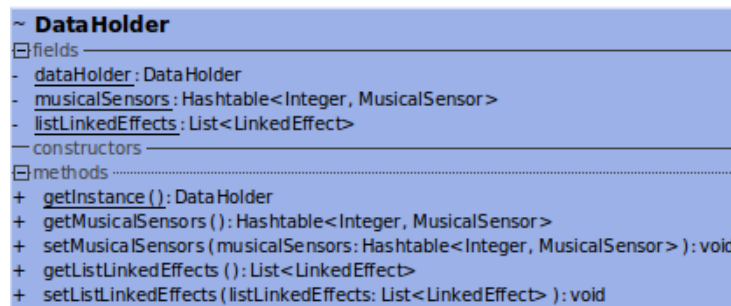 ~ DataHolder
fields
- dataHolder : DataHolder
- musicalSensors : Hashtable<Integer, MusicalSensor>
- listLinkedEffects : List<LinkedEffect>
constructors
methods
+ getInstance () : DataHolder
+ getMusicalSensors () : Hashtable<Integer, MusicalSensor>
+ setMusicalSensors ( musicalSensors: Hashtable<Integer, MusicalSensor> ) : void
+ getListLinkedEffects () : List<LinkedEffect>
+ setListLinkedEffects ( listLinkedEffects: List<LinkedEffect> ) : void